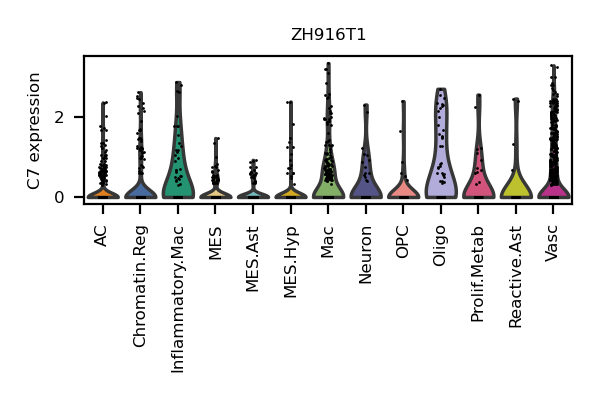 ZH916T1
C7 expression
2
0
AC
Chromatin.Reg
Inflammatory.Mac
MES
MES.Ast
MES.Hyp
Mac
Neuron
OPC
Oligo
Prolif.Metab
Reactive.Ast
Vasc